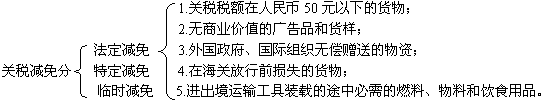 关税减免分
法定减免
特定减免
临时减免
1.关税税额在人民币50元以下的货物；
2.无商业价值的广告品和货样；
3.外国政府、国际组织无偿赠送的物资；
4.在海关放行前损失的货物；
5.进出境运输工具装载的途中必需的燃料、物料和饮食用品。